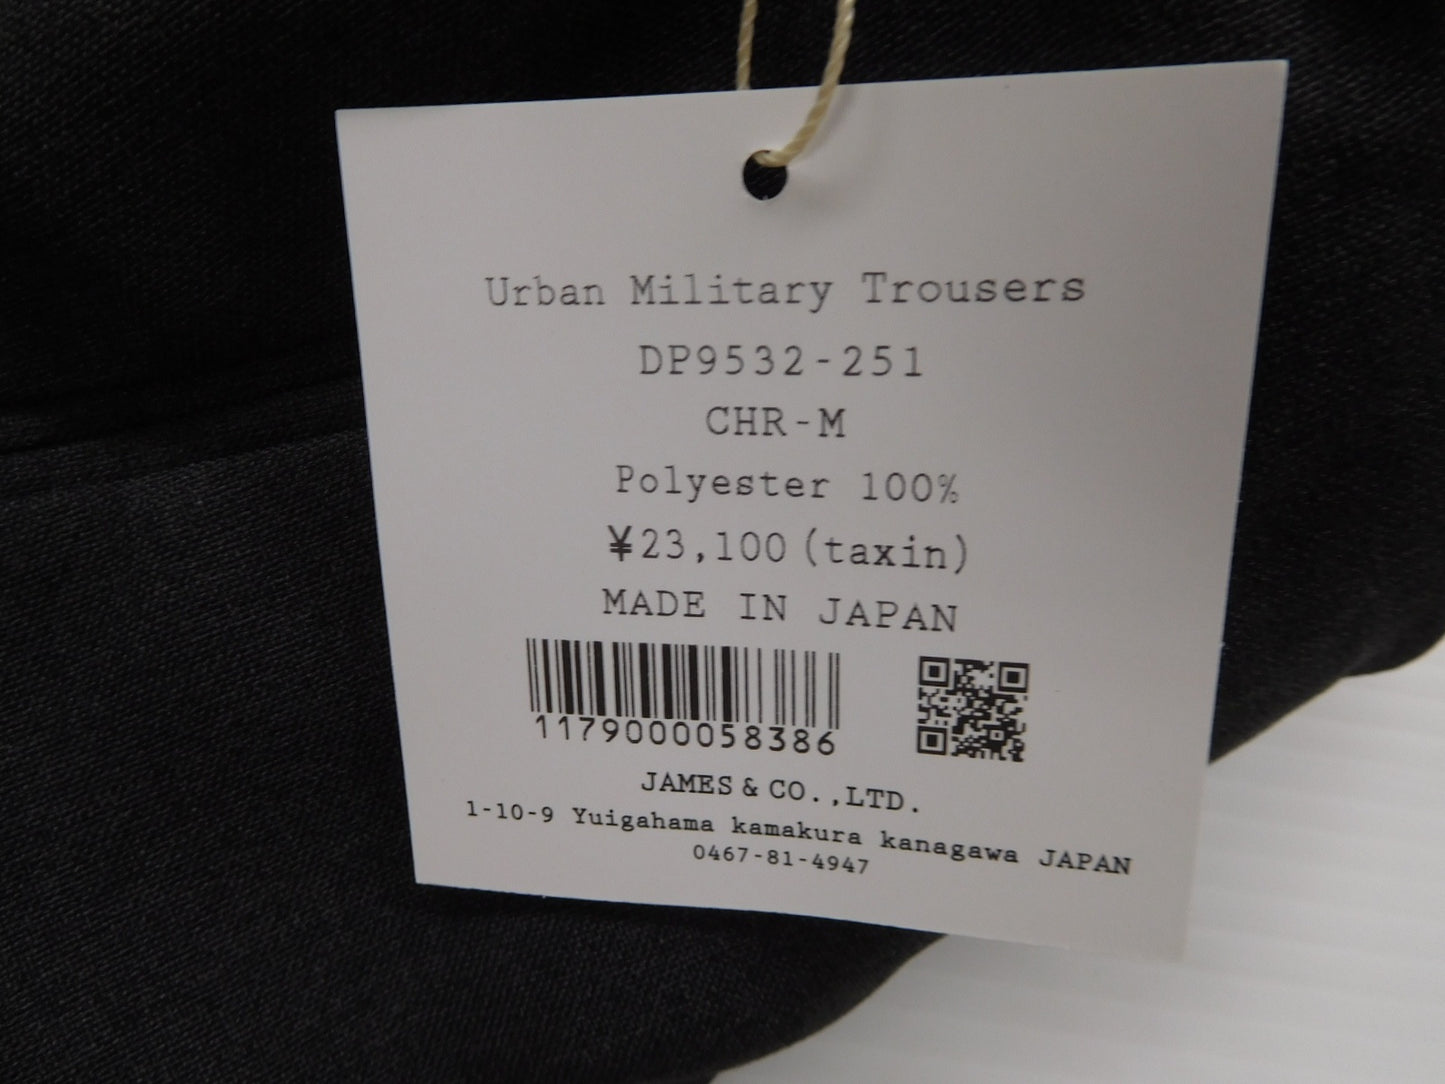 Urban Military Trousers
DP9532-251
CHR-M
Polyester 100%
¥23,100(taxin)
MADE IN JAPAN
1179000058386
JAMES & CO.,LTD.
1-10-9 Yuigahama kamakura kanagawa JAPAN
0467-81-4947